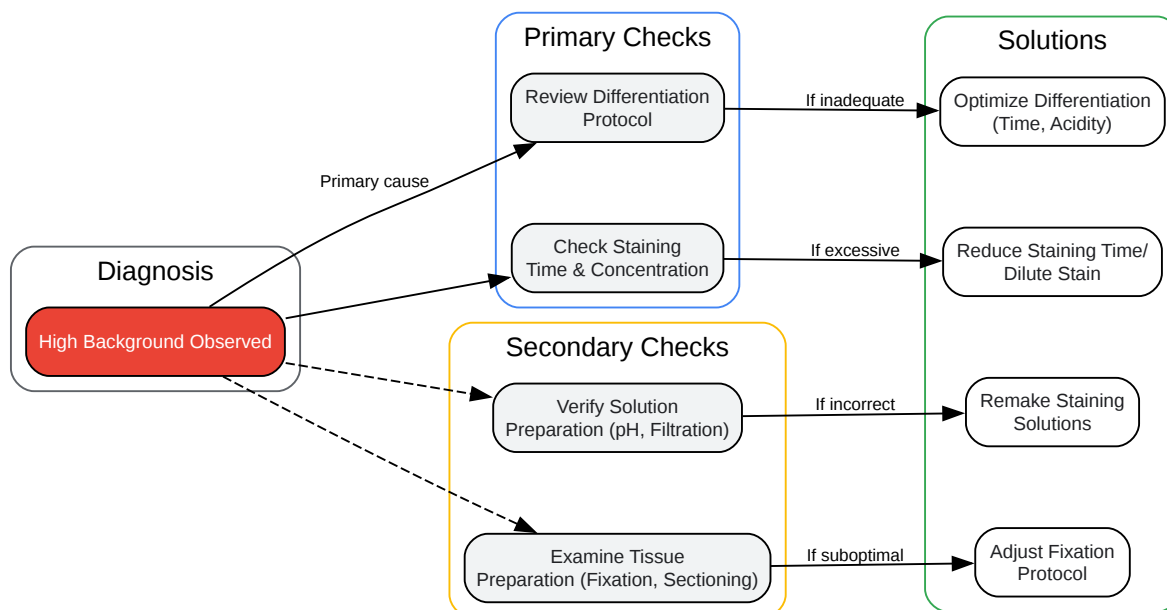 Primary Checks
Solutions
Review Differentiation
Protocol
If inadequate
Optimize Differentiation
(Time, Acidity)
Primary cause
Check Staining
Time & Concentration
If excessive
Reduce Staining Time/
Dilute Stain
Diagnosis
High Background Observed
Secondary Checks
Verify Solution
Preparation (pH, Filtration)
If incorrect
Remake Staining
Solutions
Examine Tissue
Preparation (Fixation, Sectioning)
If suboptimal
Adjust Fixation
Protocol